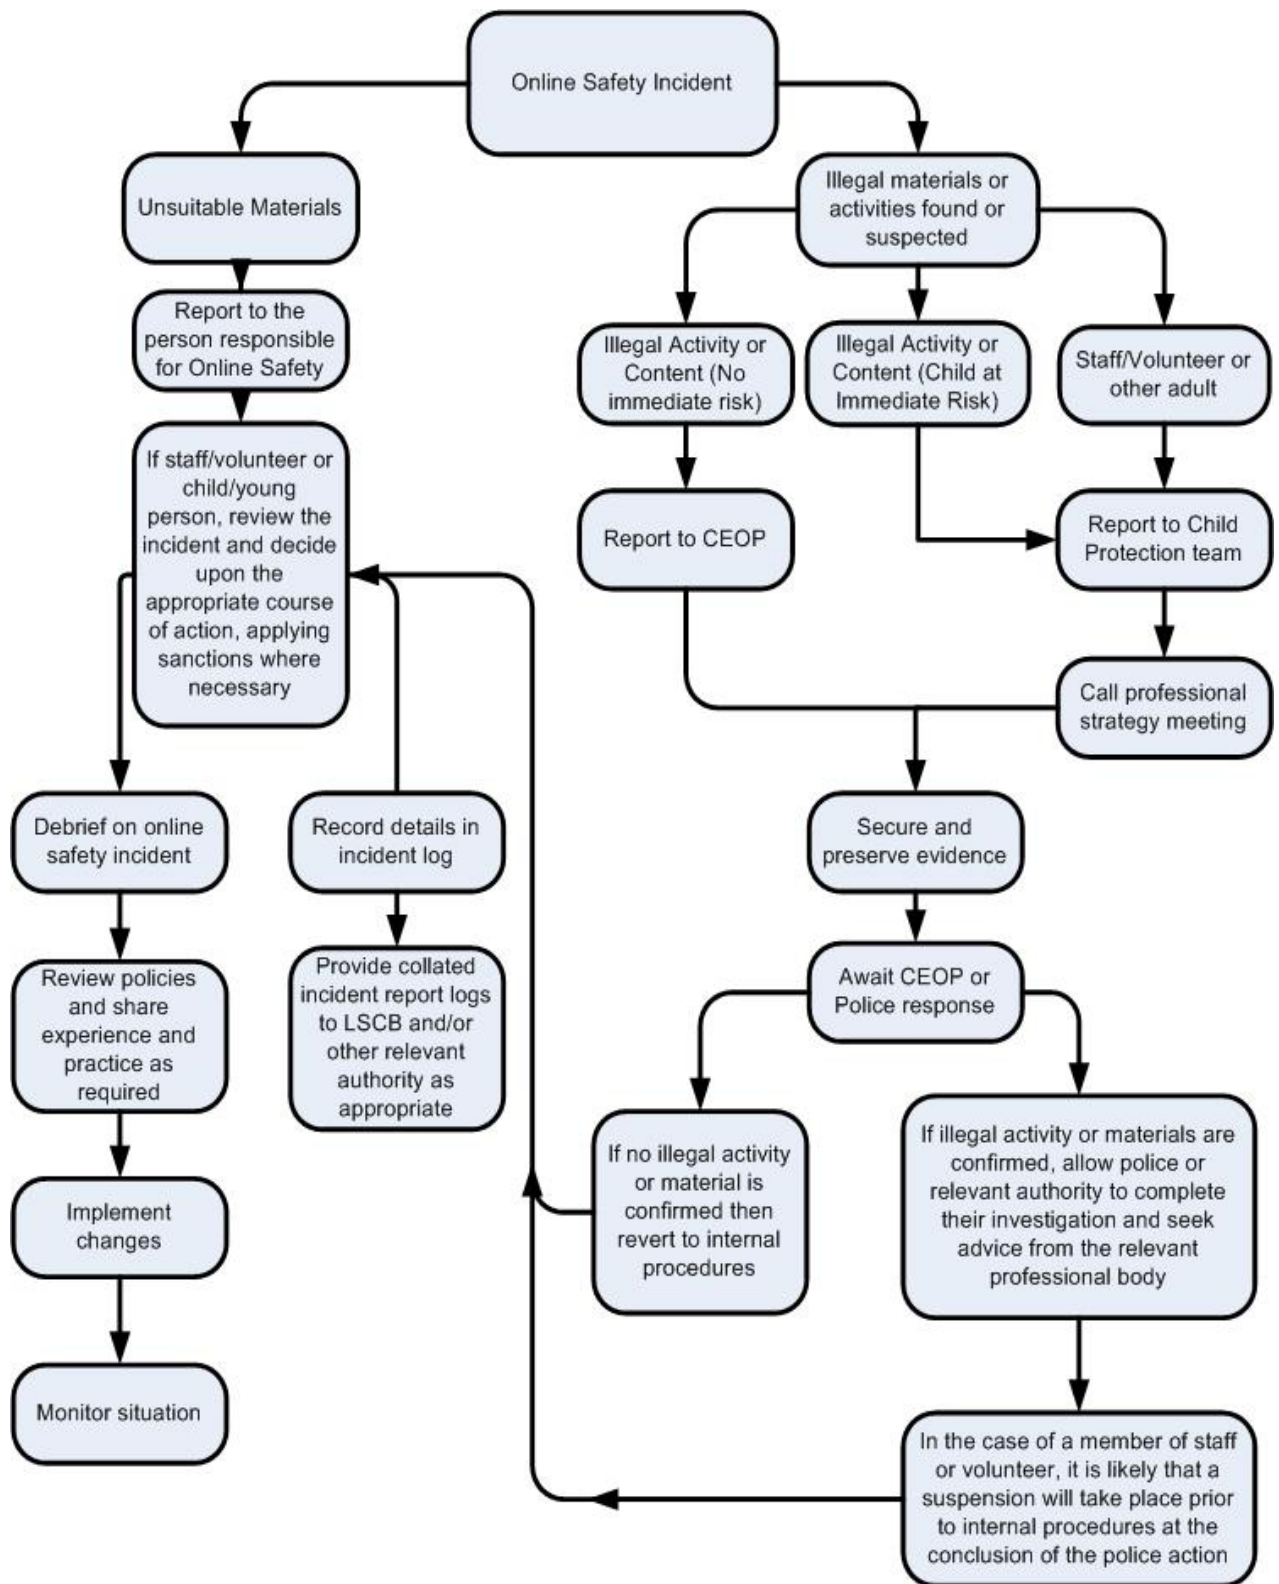 Online Safety Incident
Unsuitable Materials
Illegal materials or
activities found or
suspected
Report to the
person responsible
for Online Safety
Illegal Activity or
Content (No
immediate risk)
Illegal Activity or
Content (Child at
Immediate Risk)
Staff/Volunteer or
other adult
If staff/volunteer or
child/young
person, review the
incident and decide
upon the
appropriate course
of action, applying
sanctions where
necessary
Report to CEOP
Report to Child
Protection team
Call professional
strategy meeting
Debrief on online
safety incident
Record details in
incident log
Secure and
preserve evidence
Review policies
and share
experience and
practice as
required
Provide collated
incident report logs
to LSCB and/or
other relevant
authority as
appropriate
Await CEOP or
Police response
If no illegal activity
or material is
confirmed then
revert to internal
procedures
If illegal activity or materials are
confirmed, allow police or
relevant authority to complete
their investigation and seek
advice from the relevant
professional body
Implement
changes
Monitor situation
In the case of a member of staff
or volunteer, it is likely that a
suspension will take place prior
to internal procedures at the
conclusion of the police action